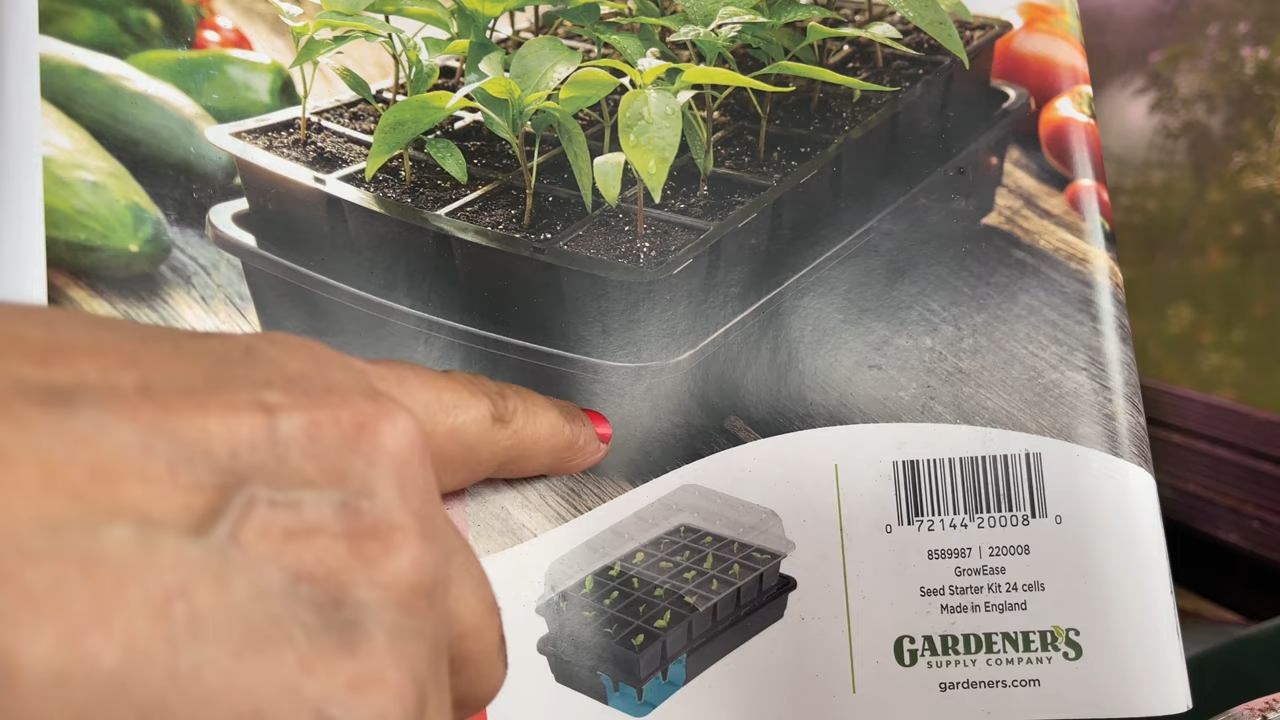 0 72144 20008 0
8589987 | 220008
GrowEase
Seed Starter Kit 24 cells
Made in England
GARDENER'S
SUPPLY COMPANY
gardeners.com